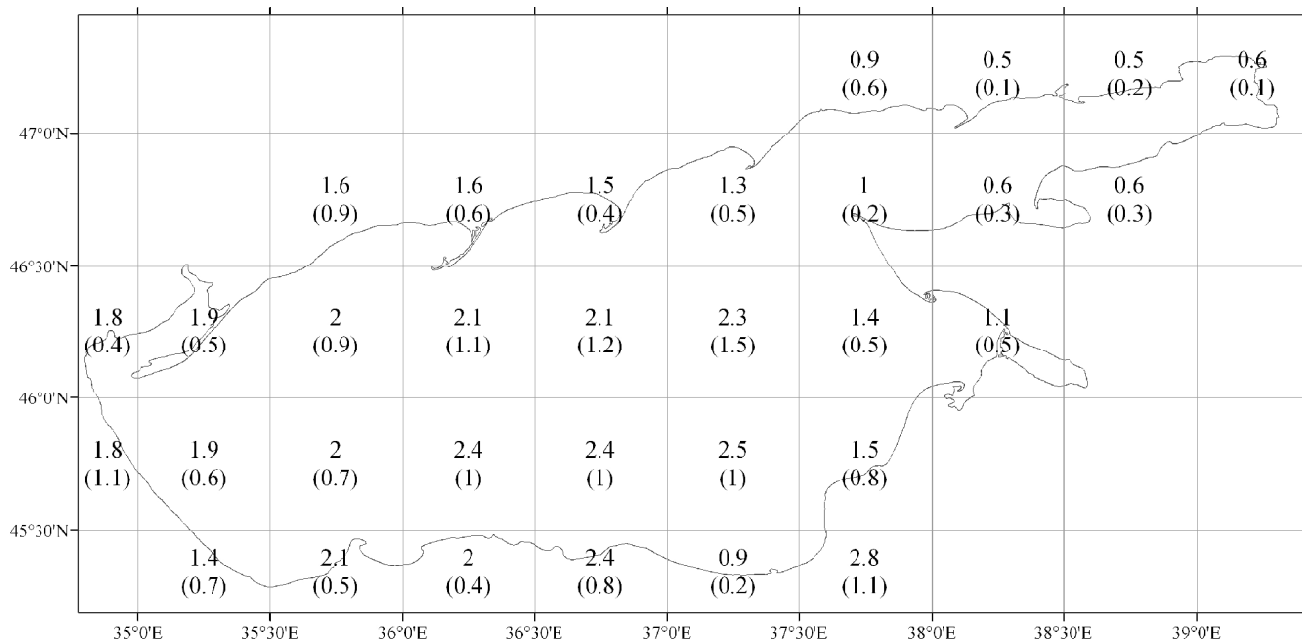 0.9 0.5 0.5 0.6
(0.6) (0.1) (0.2) (0.1)
47°0'N
1.6 1.6 1.5 1.3 1 0.6 0.6
(0.9) (0.6) (0.4) (0.5) (0.2) (0.3) (0.3)
46°30'N
1.8 1.9 2 2.1 2.1 2.3 1.4 1.1
(0.4) (0.5) (0.9) (1.1) (1.2) (1.5) (0.5) (0.5)
46°0'N
1.8 1.9 2 2.4 2.4 2.5 1.5
(1.1) (0.6) (0.7) (1) (1) (1) (0.8)
45°30'N
1.4 2.1 2 2.4 0.9 2.8
(0.7) (0.5) (0.4) (0.8) (0.2) (1.1)
35°0'E 35°30'E 36°0'E 36°30'E 37°0'E 37°30'E 38°0'E 38°30'E 39°0'E